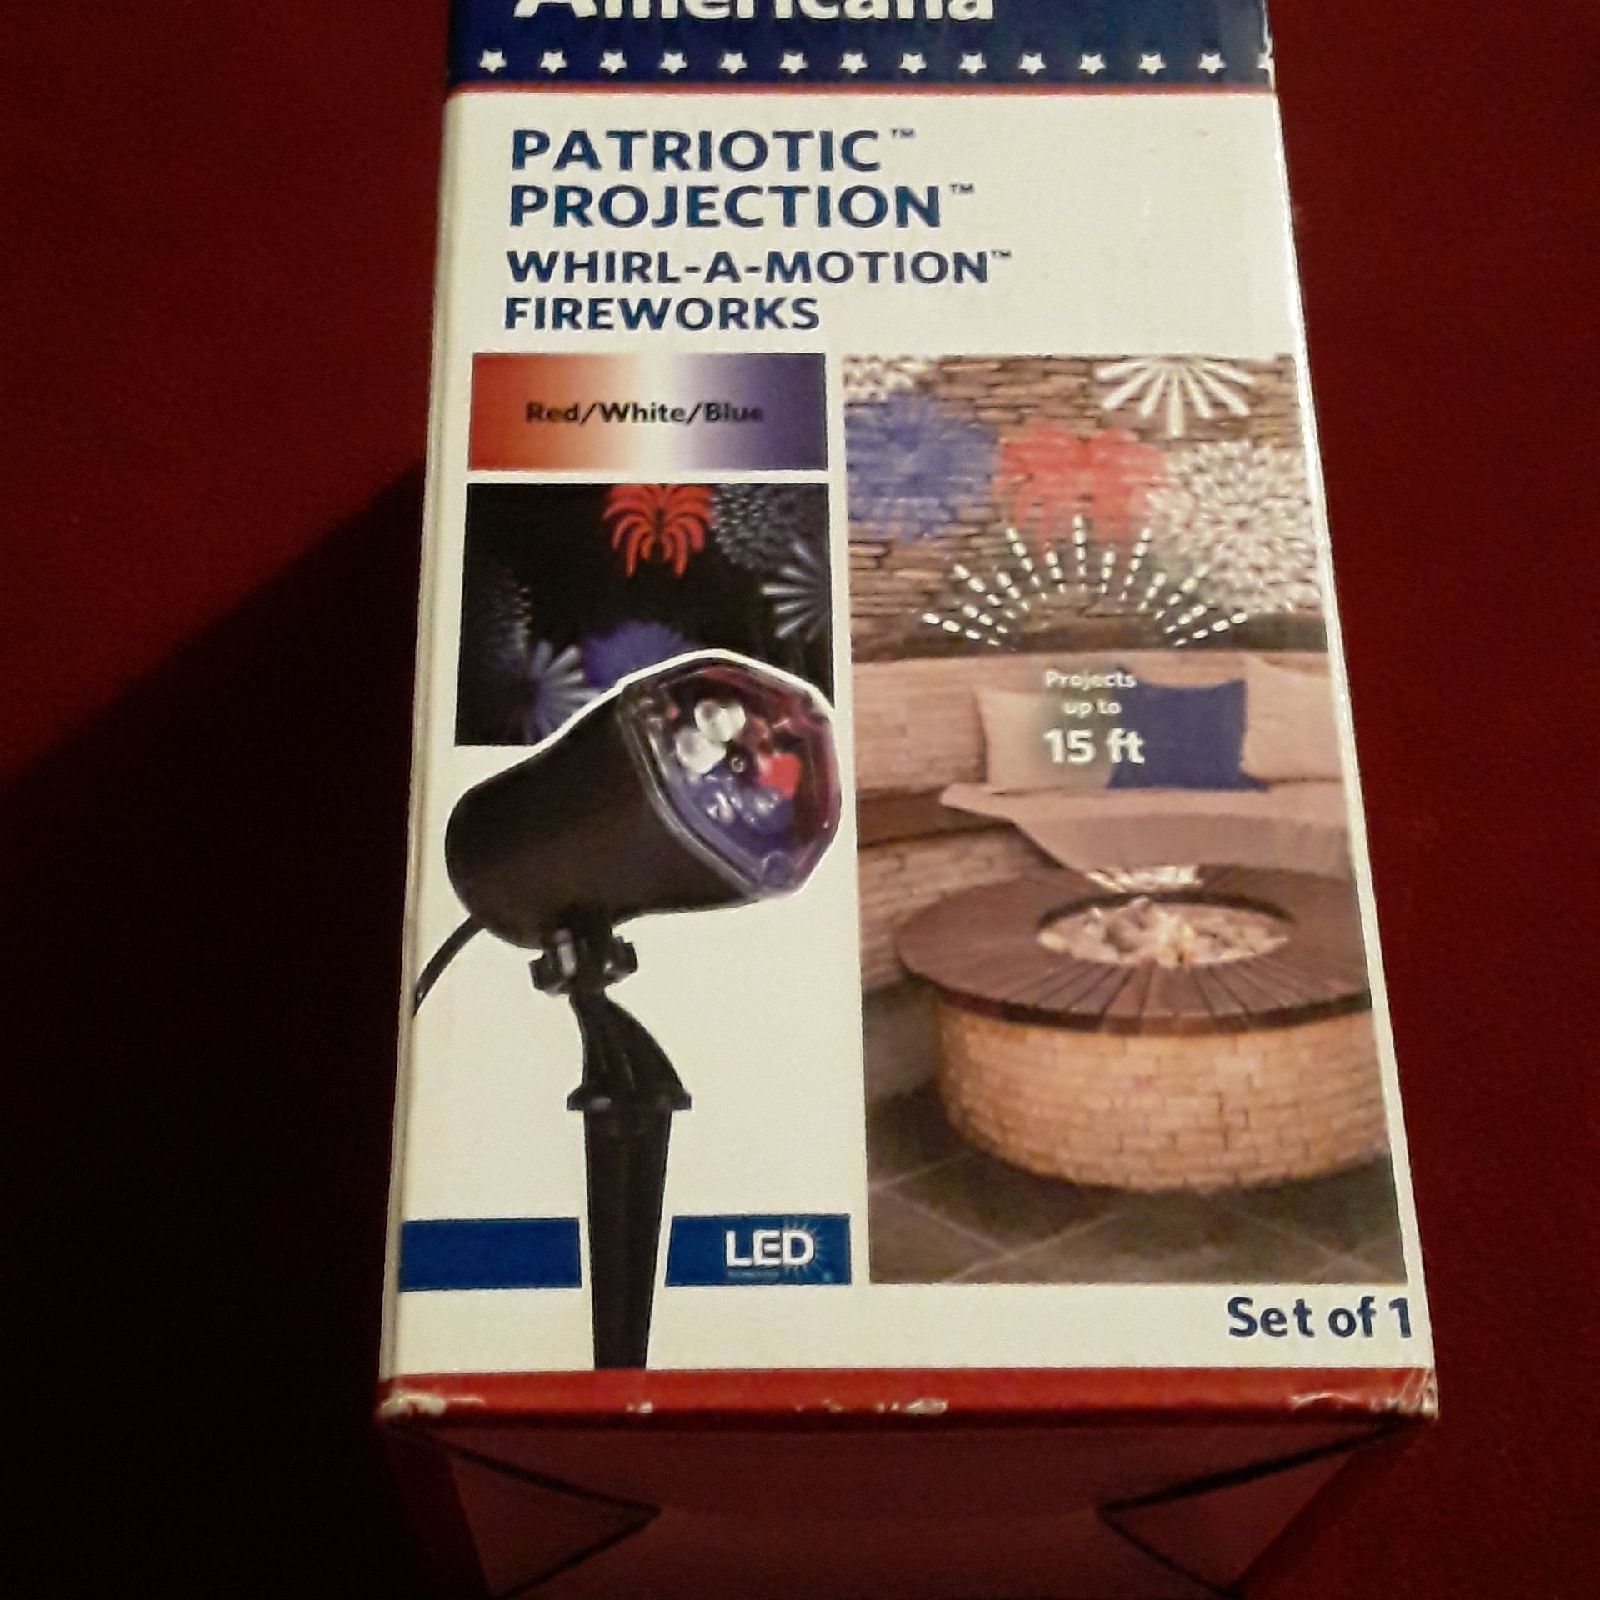 Americana
PATRIOTIC™
PROJECTION™
WHIRL-A-MOTION™
FIREWORKS
Red/White/Blue
Projects
up to
15 ft
LED
Set of 1